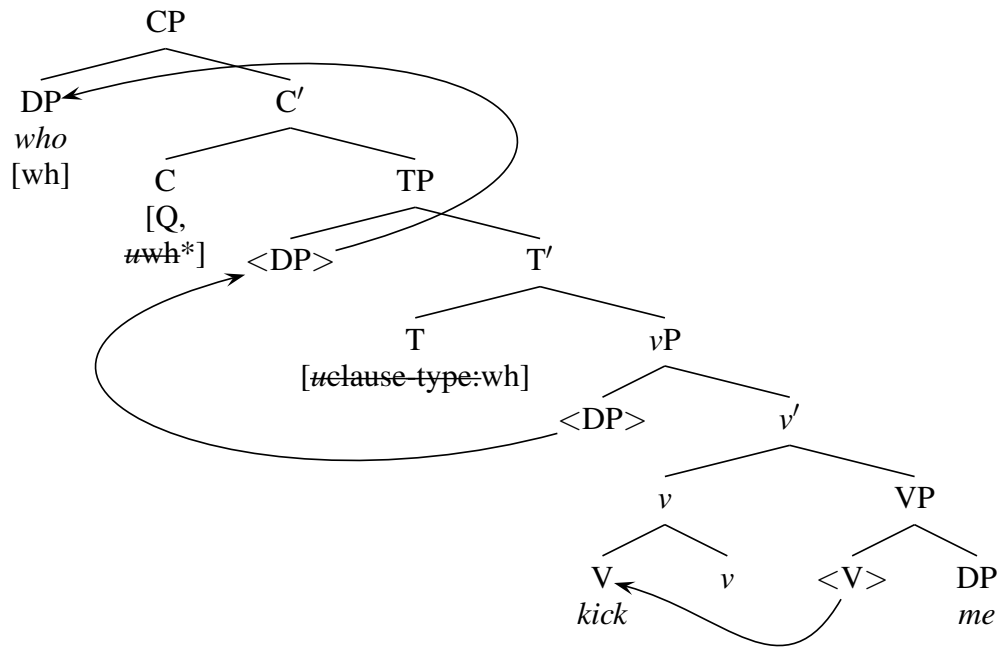 CP
DP C′
who
[wh]
C TP
[Q,
uwh*]
<DP> T′
T vP
[uclause-type:wh]
<DP> v′
v VP
V v <V> DP
kick me